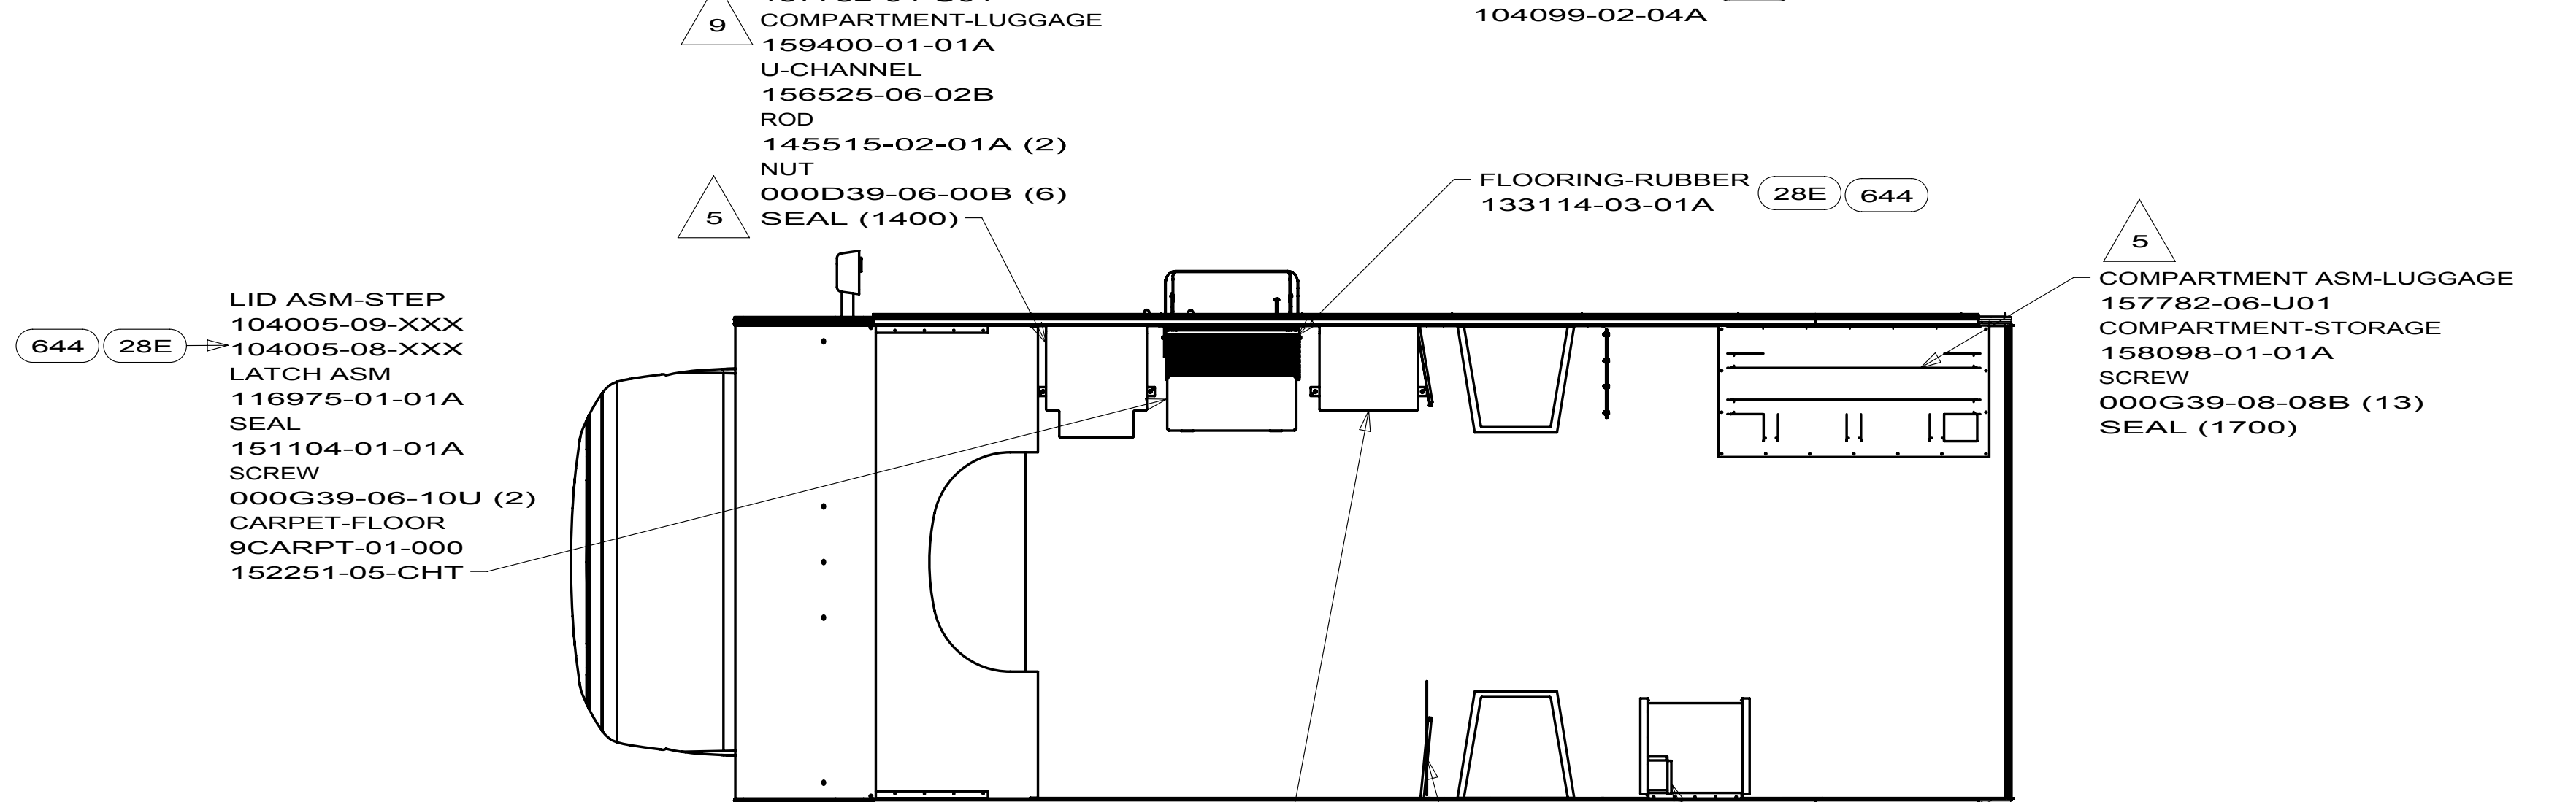 9
COMPARTMENT-LUGGAGE
159400-01-01A
U-CHANNEL
156525-06-02B
ROD
145515-02-01A (2)
NUT
000D39-06-00B (6)
5
SEAL (1400)
104099-02-04A
FLOORING-RUBBER
133114-03-01A
28E
644
5
COMPARTMENT ASM-LUGGAGE
157782-06-U01
COMPARTMENT-STORAGE
158098-01-01A
SCREW
000G39-08-08B (13)
SEAL (1700)
644
28E
LID ASM-STEP
104005-09-XXX
104005-08-XXX
LATCH ASM
116975-01-01A
SEAL
151104-01-01A
SCREW
000G39-06-10U (2)
CARPET-FLOOR
9CARPT-01-000
152251-05-CHT